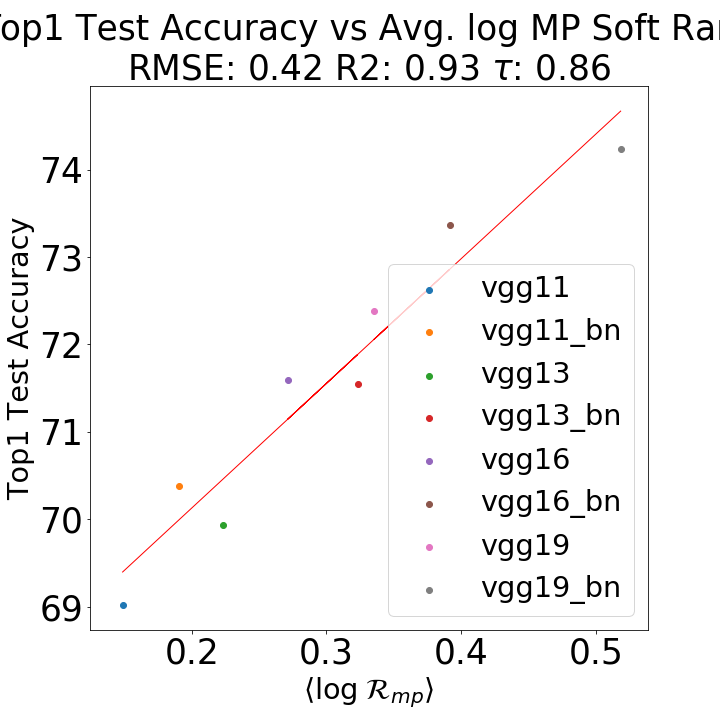 Top1 Test Accuracy vs Avg. log MP Soft Ran
RMSE: 0.42 R2: 0.93 τ: 0.86
74
73
72
71
70
69
Top1 Test Accuracy
vgg11
vgg11_bn
vgg13
vgg13_bn
vgg16
vgg16_bn
vgg19
vgg19_bn
0.2 0.3 0.4 0.5
⟨log ℛmp⟩